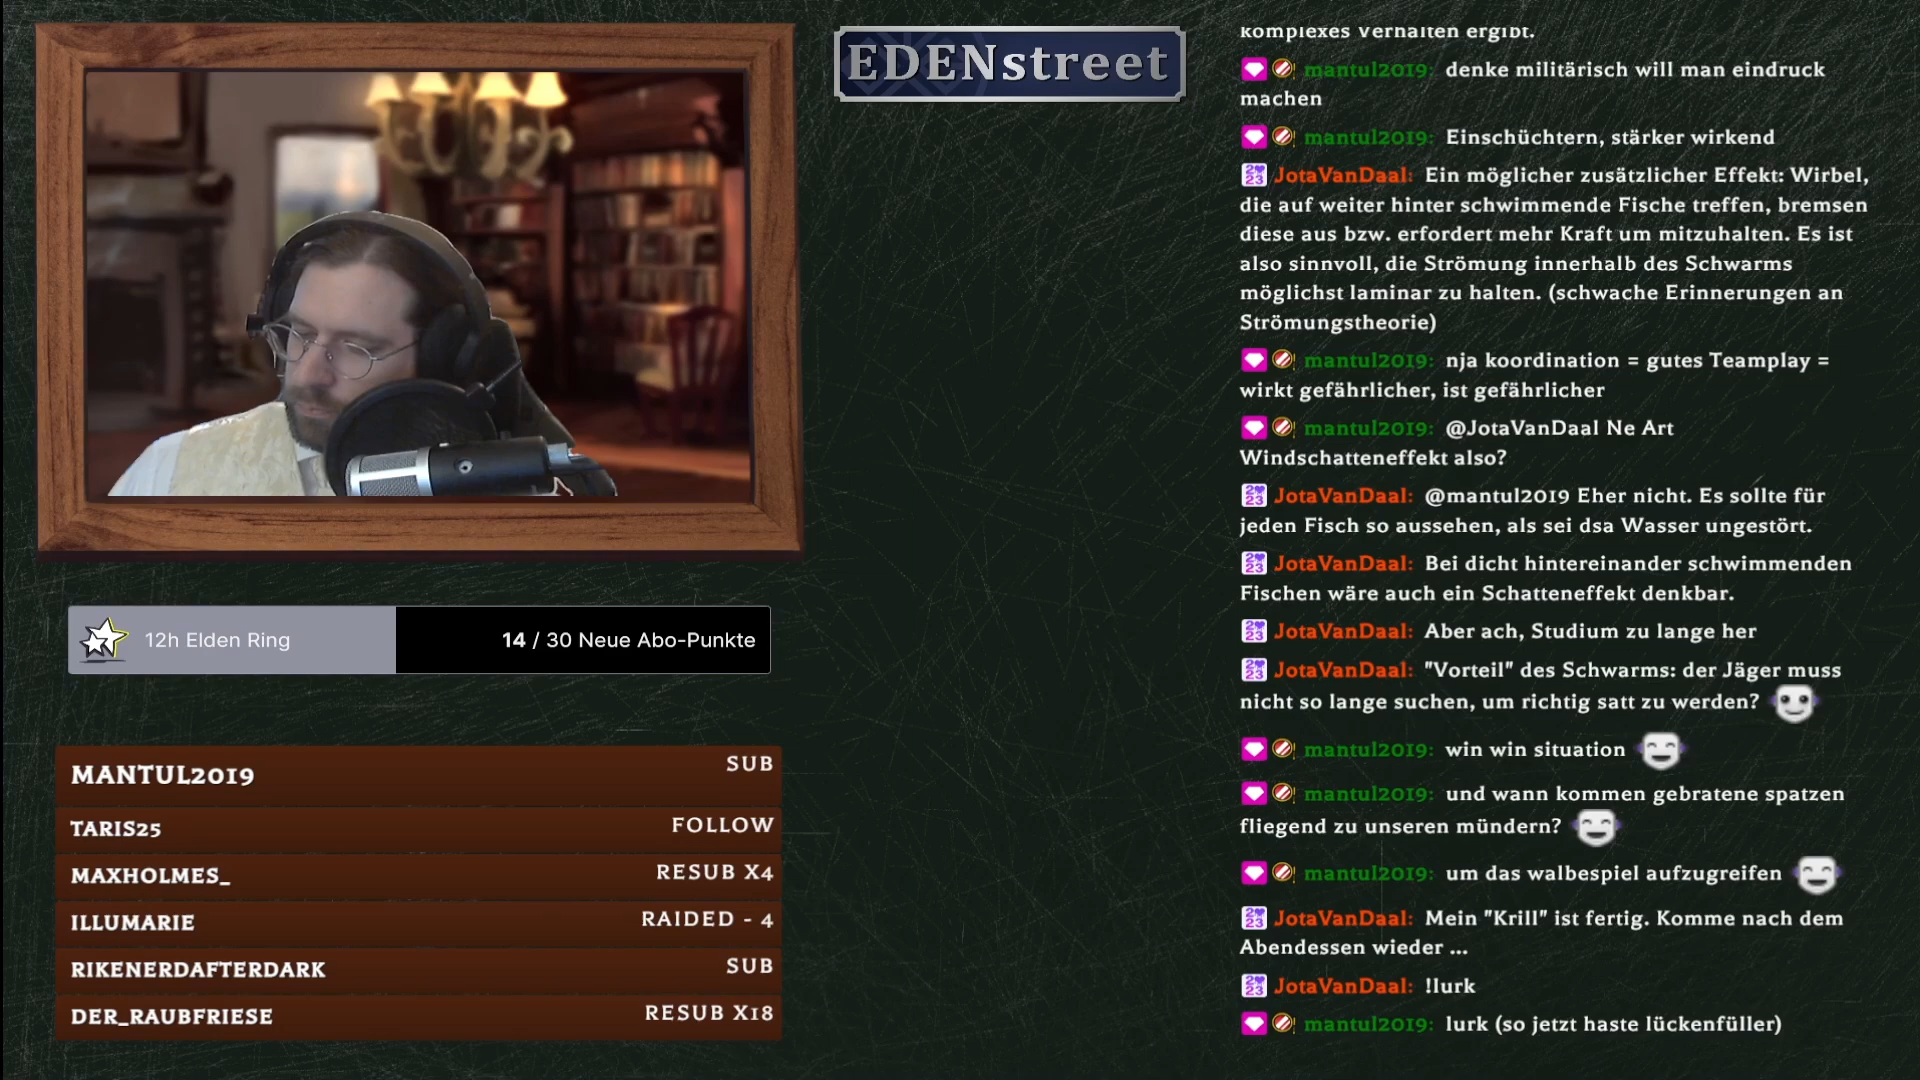 EDENstreet
komplexes Verhalten ergibt.
mantul2019: denke militärisch will man eindruck
machen
mantul2019: Einschüchtern, stärker wirkend
JotaVanDaal: Ein möglicher zusätzlicher Effekt: Wirbel,
die auf weiter hinter schwimmende Fische treffen, bremsen
diese aus bzw. erfordert mehr Kraft um mitzuhalten. Es ist
also sinnvoll, die Strömung innerhalb des Schwarms
möglichst laminar zu halten. (schwache Erinnerungen an
Strömungstheorie)
mantul2019: nja koordination = gutes Teamplay =
wirkt gefährlicher, ist gefährlicher
mantul2019: @JotaVanDaal Ne Art
Windschatteneffekt also?
JotaVanDaal: @mantul2019 Eher nicht. Es sollte für
jeden Fisch so aussehen, als sei dsa Wasser ungestört.
JotaVanDaal: Bei dicht hintereinander schwimmenden
Fischen wäre auch ein Schatteneffekt denkbar.
JotaVanDaal: Aber ach, Studium zu lange her
JotaVanDaal: "Vorteil" des Schwarms: der Jäger muss
nicht so lange suchen, um richtig satt zu werden?
mantul2019: win win situation
mantul2019: und wann kommen gebratene spatzen
fliegend zu unseren mündern?
mantul2019: um das walbespiel aufzugreifen
JotaVanDaal: Mein "Krill" ist fertig. Komme nach dem
Abendessen wieder ...
JotaVanDaal: !lurk
mantul2019: lurk (so jetzt haste lückenfüller)
12h Elden Ring 14 / 30 Neue Abo-Punkte
MANTUL2019 SUB
TARIS25 FOLLOW
MAXHOLMES_ RESUB X4
ILLUMARIE RAIDED - 4
RIKENERDAFTERDARK SUB
DER_RAUBFRIESE RESUB X18